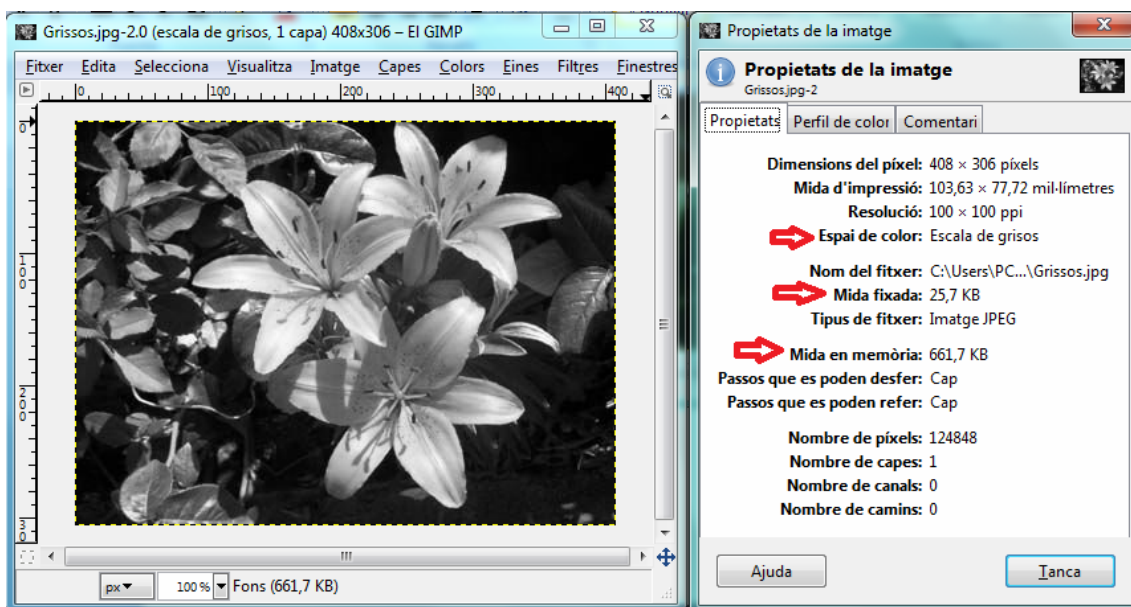 Grissos.jpg-2.0 (escala de grisos, 1 capa) 408x306 – El GIMP
Fitxer Edita Selecciona Visualitza Imatge Capes Colors Eines Filtres Finestres
0 100 200 300 400
0
100
200
30
px 100 % Fons (661,7 KB)
Propietats de la imatge
Propietats de la imatge
Grissos.jpg-2
Propietats Perfil de color Comentari
Dimensions del píxel: 408 × 306 píxels
Mida d'impressió: 103,63 × 77,72 mil·límetres
Resolució: 100 × 100 ppi
Espai de color: Escala de grisos
Nom del fitxer: C:\Users\PC...\Grissos.jpg
Mida fixada: 25,7 KB
Tipus de fitxer: Imatge JPEG
Mida en memòria: 661,7 KB
Passos que es poden desfer: Cap
Passos que es poden refer: Cap
Nombre de píxels: 124848
Nombre de capes: 1
Nombre de canals: 0
Nombre de camins: 0
Ajuda Tanca